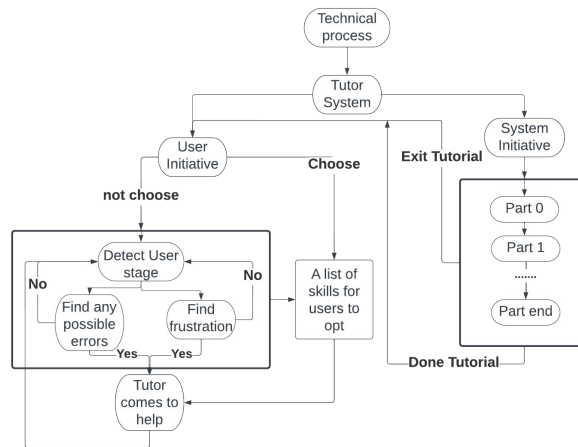 Technical
process
Tutor
System
User
Initiative
System
Initiative
Choose
Exit Tutorial
not choose
Part 0
Part 1
.......
Part end
Detect User
stage
No
No
Find any
possible
errors
Find
frustration
A list of
skills for
users to
opt
Yes
Yes
Done Tutorial
Tutor
comes to
help